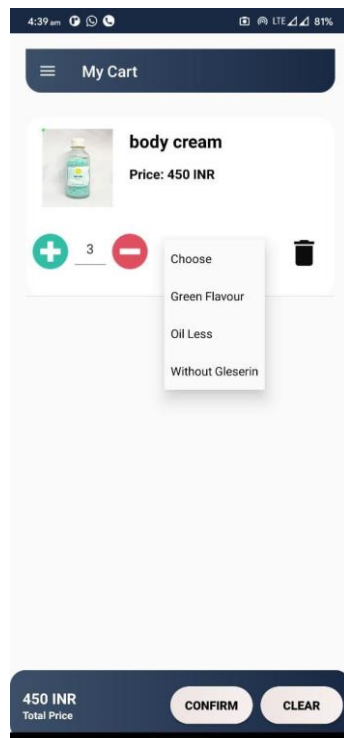 4:39 am
LTE 81%
My Cart
body cream
Price: 450 INR
3
Choose
Green Flavour
Oil Less
Without Gleserin
450 INR
Total Price
CONFIRM
CLEAR